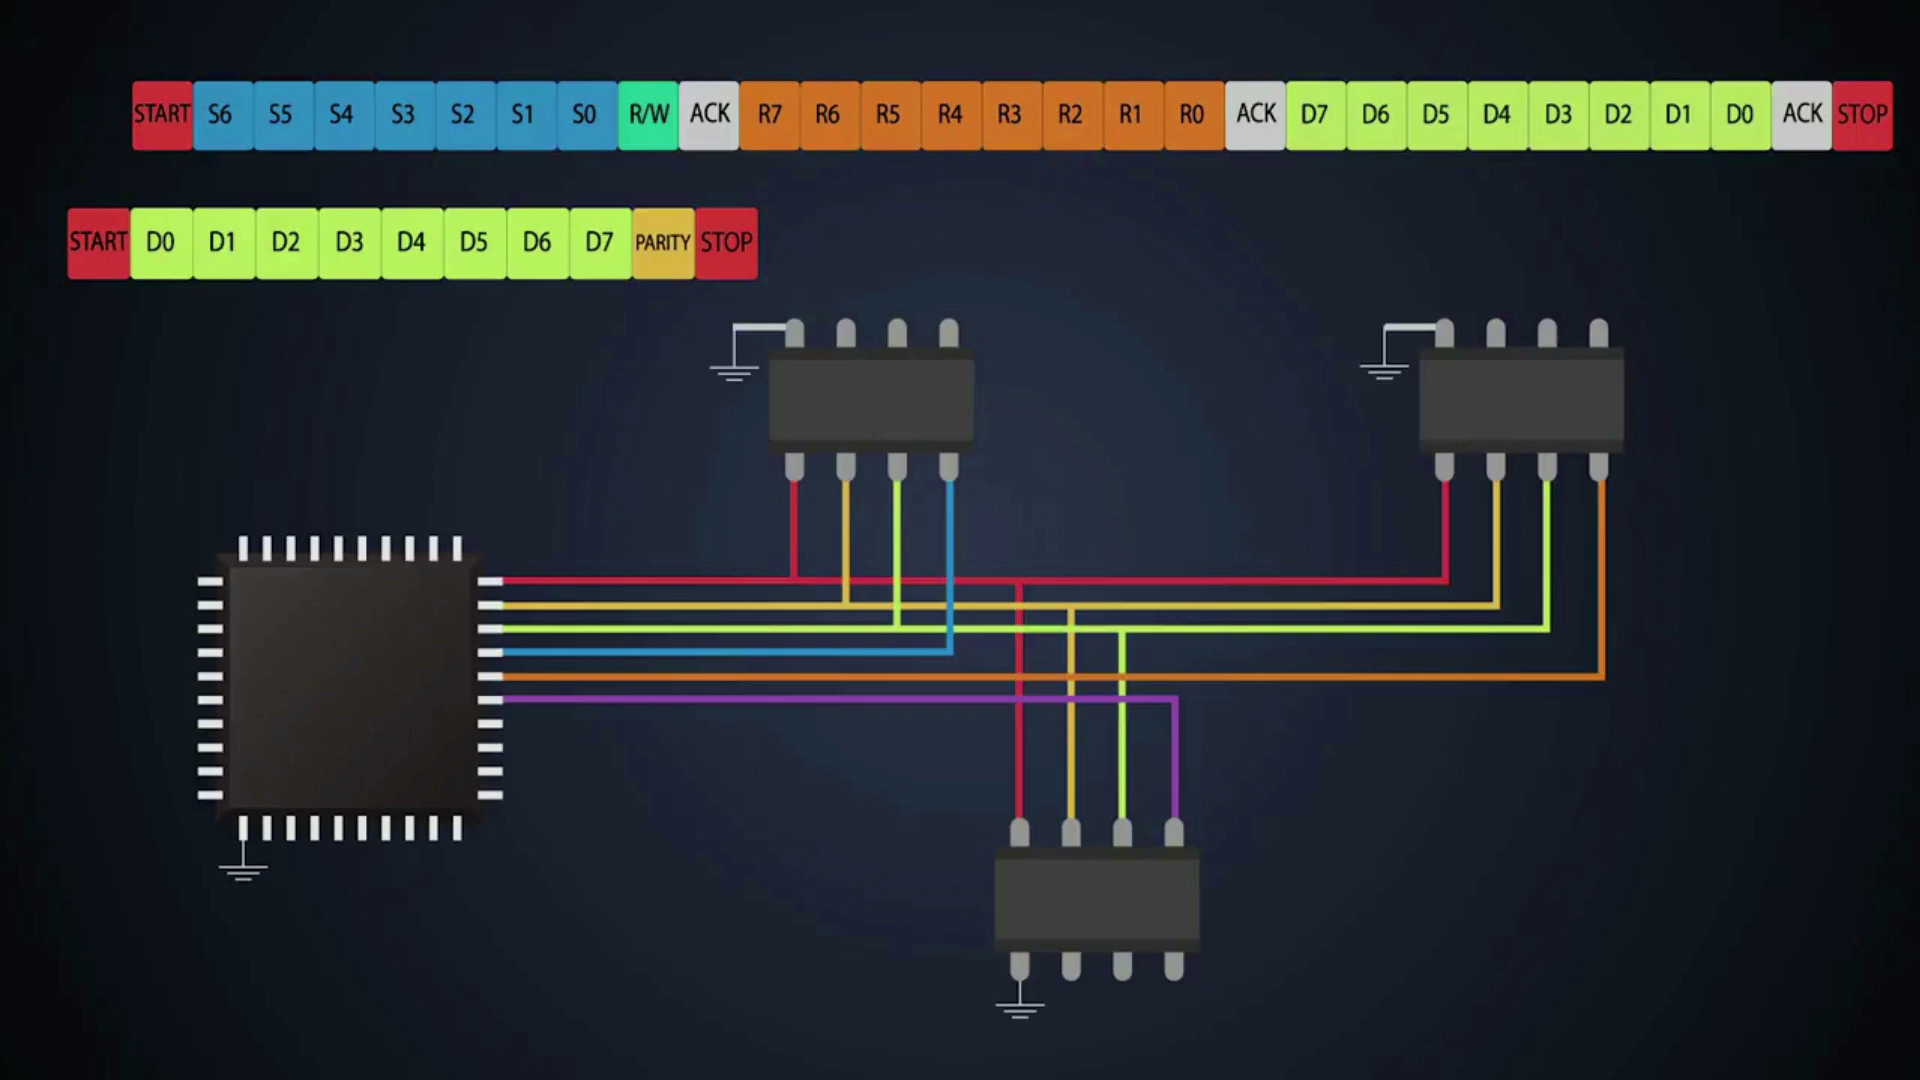 START S6 S5 S4 S3 S2 S1 S0 R/W ACK R7 R6 R5 R4 R3 R2 R1 R0 ACK D7 D6 D5 D4 D3 D2 D1 D0 ACK STOP
START D0 D1 D2 D3 D4 D5 D6 D7 PARITY STOP